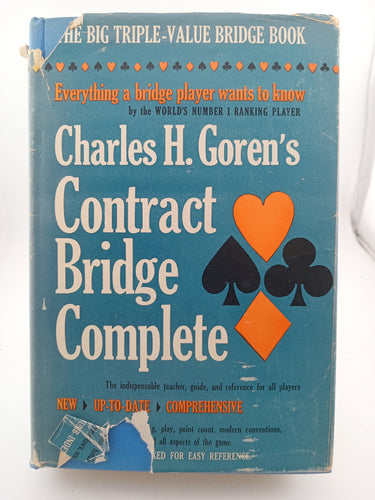 THE BIG TRIPLE-VALUE BRIDGE BOOK
Everything a bridge player wants to know
by the WORLD'S NUMBER 1 RANKING PLAYER
Charles H. Goren's
Contract
Bridge
Complete
The indispensable teacher, guide, and reference for all players
NEW UP-TO-DATE COMPREHENSIVE
play, point count, modern conventions,
all aspects of the game.
FOR EASY REFERENCE